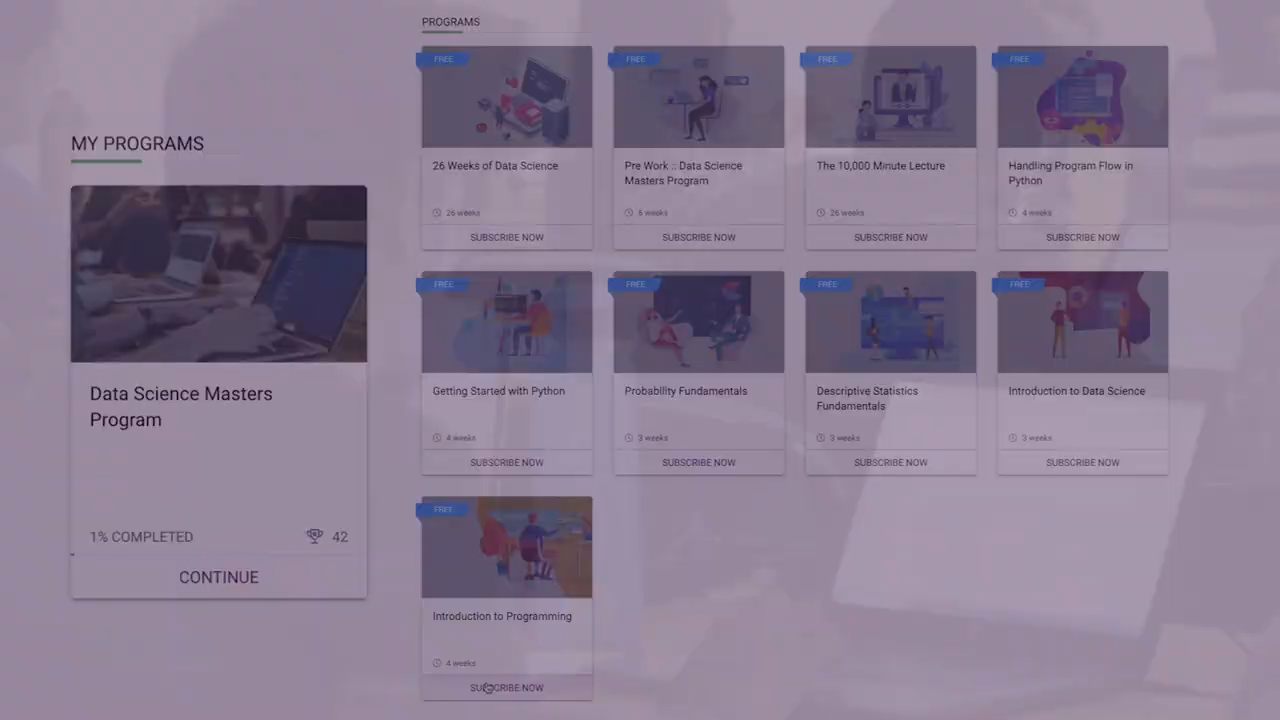 MY PROGRAMS
Data Science Masters
Program
1% COMPLETED
42
CONTINUE
PROGRAMS
FREE
26 Weeks of Data Science
26 weeks
SUBSCRIBE NOW
FREE
Pre Work :: Data Science
Masters Program
6 weeks
SUBSCRIBE NOW
FREE
The 10,000 Minute Lecture
26 weeks
SUBSCRIBE NOW
FREE
Handling Program Flow in
Python
4 weeks
SUBSCRIBE NOW
FREE
Getting Started with Python
4 weeks
SUBSCRIBE NOW
FREE
Probability Fundamentals
3 weeks
SUBSCRIBE NOW
FREE
Descriptive Statistics
Fundamentals
3 weeks
SUBSCRIBE NOW
FREE
Introduction to Data Science
3 weeks
SUBSCRIBE NOW
FREE
Introduction to Programming
4 weeks
SUBSCRIBE NOW